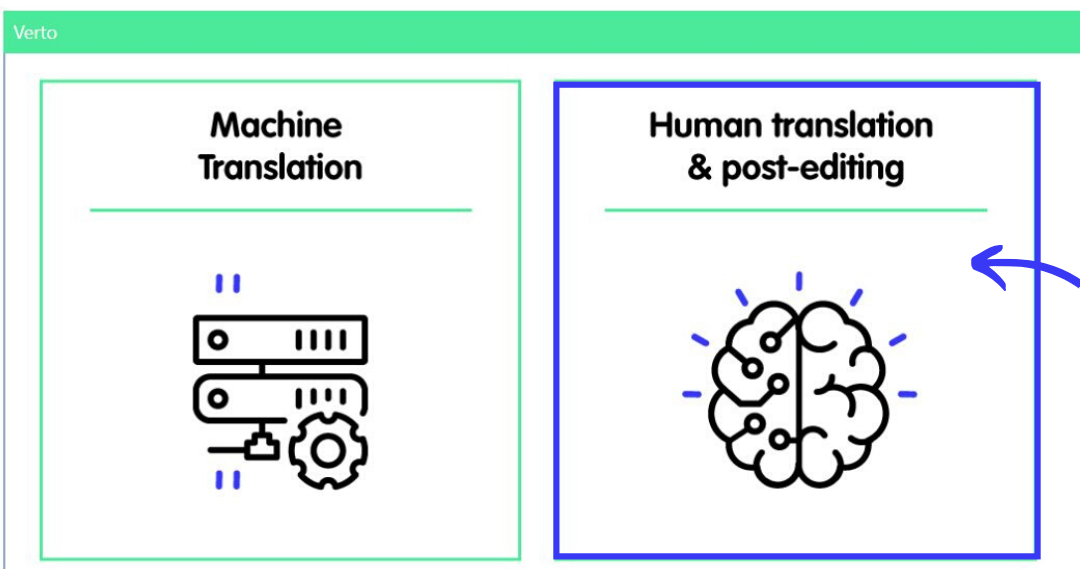 Verto
Machine
Translation
Human translation
& post-editing